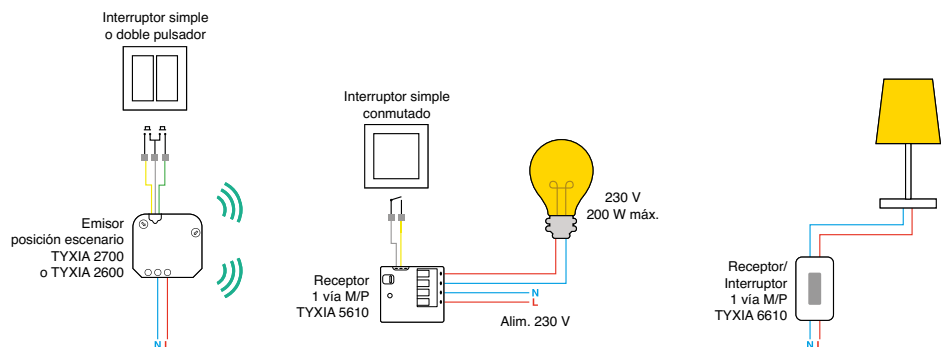 Interruptor simple
o doble pulsador
Emisor
posición escenario
TYXIA 2700
o TYXIA 2600
N L
Interruptor simple
conmutado
230 V
200 W máx.
Receptor
1 vía M/P
TYXIA 5610
N
L
Alim. 230 V
Receptor/
Interruptor
1 vía M/P
TYXIA 6610
N L